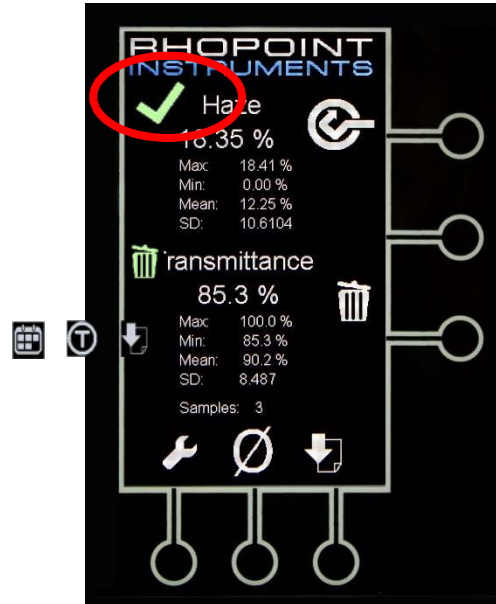 RHOPOINT
INSTRUMENTS
Haze
18.35 %
Max: 18.41 %
Min: 0.00 %
Mean: 12.25 %
SD: 10.6104
ransmittance
85.3 %
Max: 100.0 %
Min: 85.3 %
Mean: 90.2 %
SD: 8.487
Samples: 3
T